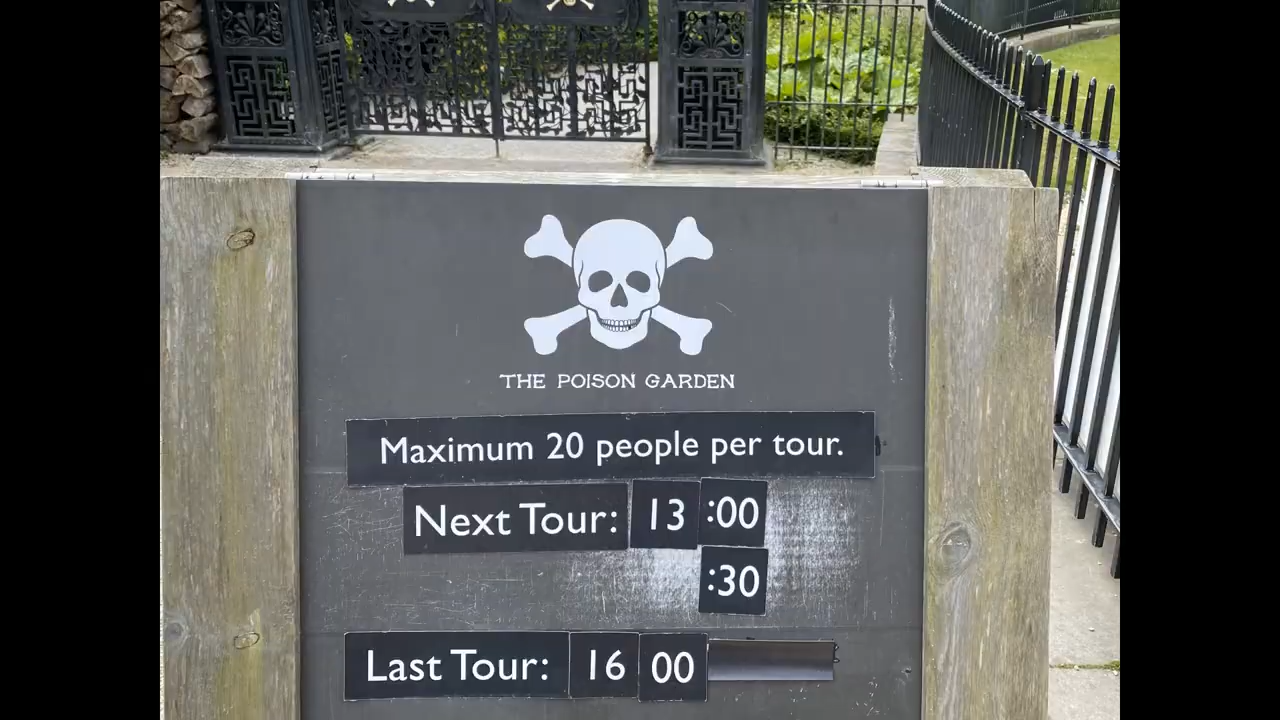 THE POISON GARDEN
Maximum 20 people per tour.
Next Tour: 13 :00
:30
Last Tour: 16 00